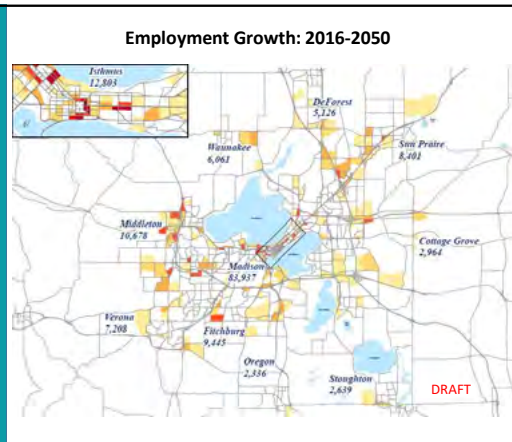 Employment Growth: 2016-2050
Isthmus
12,803
DeForest
5,126
Sun Praire
8,401
Waunakee
6,061
Middleton
10,678
Cottage Grove
2,964
Madison
83,937
Verona
7,208
Fitchburg
9,445
Oregon
2,336
Stoughton
2,639
DRAFT